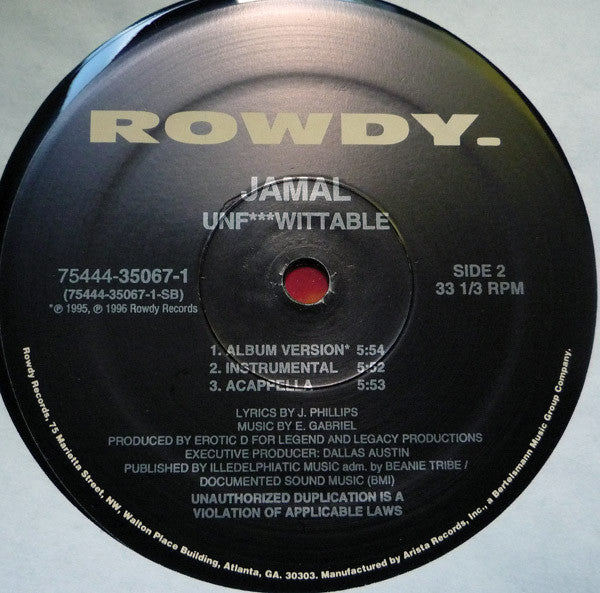 ROWDY.
JAMAL
UNF***WITTABLE
75444-35067-1
(75444-35067-1-SB)
*℗ 1995, ℗ 1996 Rowdy Records
SIDE 2
33 1/3 RPM
1. ALBUM VERSION* 5:54
2. INSTRUMENTAL 5:52
3. ACAPPELLA 5:53
LYRICS BY J. PHILLIPS
MUSIC BY E. GABRIEL
PRODUCED BY EROTIC D FOR LEGEND AND LEGACY PRODUCTIONS
EXECUTIVE PRODUCER: DALLAS AUSTIN
PUBLISHED BY ILLEDELPHIATIC MUSIC adm. by BEANIE TRIBE /
DOCUMENTED SOUND MUSIC (BMI)
UNAUTHORIZED DUPLICATION IS A
VIOLATION OF APPLICABLE LAWS
Rowdy Records, 75 Marietta Street, NW, Walton Place Building, Atlanta, GA. 30303. Manufactured by Arista Records, Inc., a Bertelsmann Music Group Company.